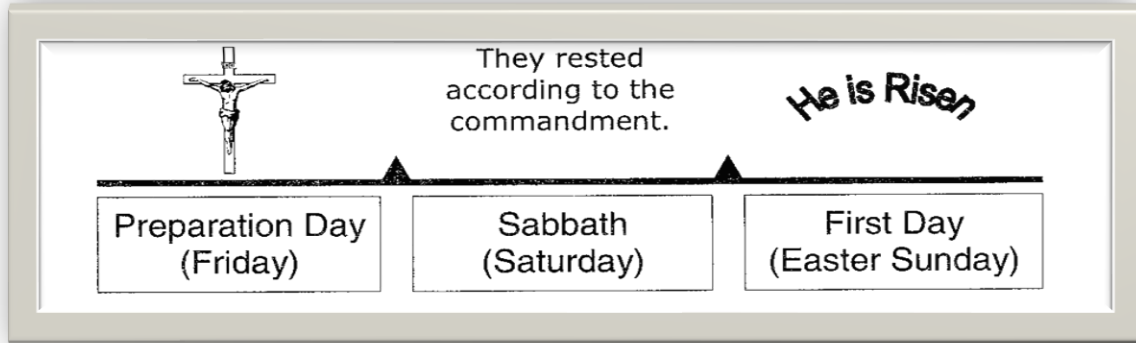 They rested
according to the
commandment.
He is Risen
Preparation Day
(Friday)
Sabbath
(Saturday)
First Day
(Easter Sunday)